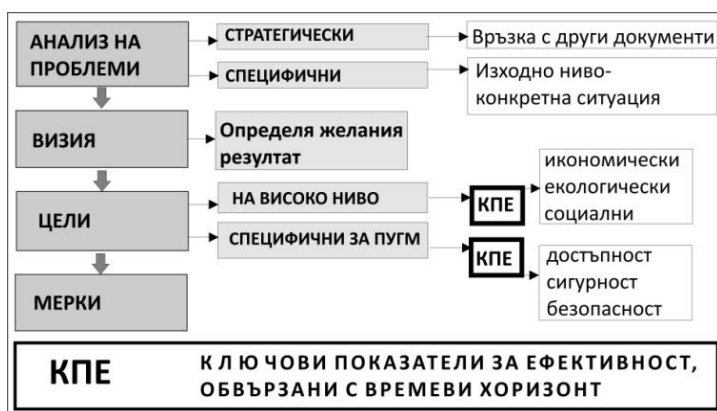 АНАЛИЗ НА
ПРОБЛЕМИ
СТРАТЕГИЧЕСКИ
Връзка с други документи
СПЕЦИФИЧНИ
Изходно ниво-
конкретна ситуация
ВИЗИЯ
Определя желания
резултат
ЦЕЛИ
НА ВИСОКО НИВО
КПЕ
икономически
екологически
социални
СПЕЦИФИЧНИ ЗА ПУГМ
КПЕ
достъпност
сигурност
безопасност
МЕРКИ
КПЕ
КЛЮЧОВИ ПОКАЗАТЕЛИ ЗА ЕФЕКТИВНОСТ,
ОБВЪРЗАНИ С ВРЕМЕВИ ХОРИЗОНТ